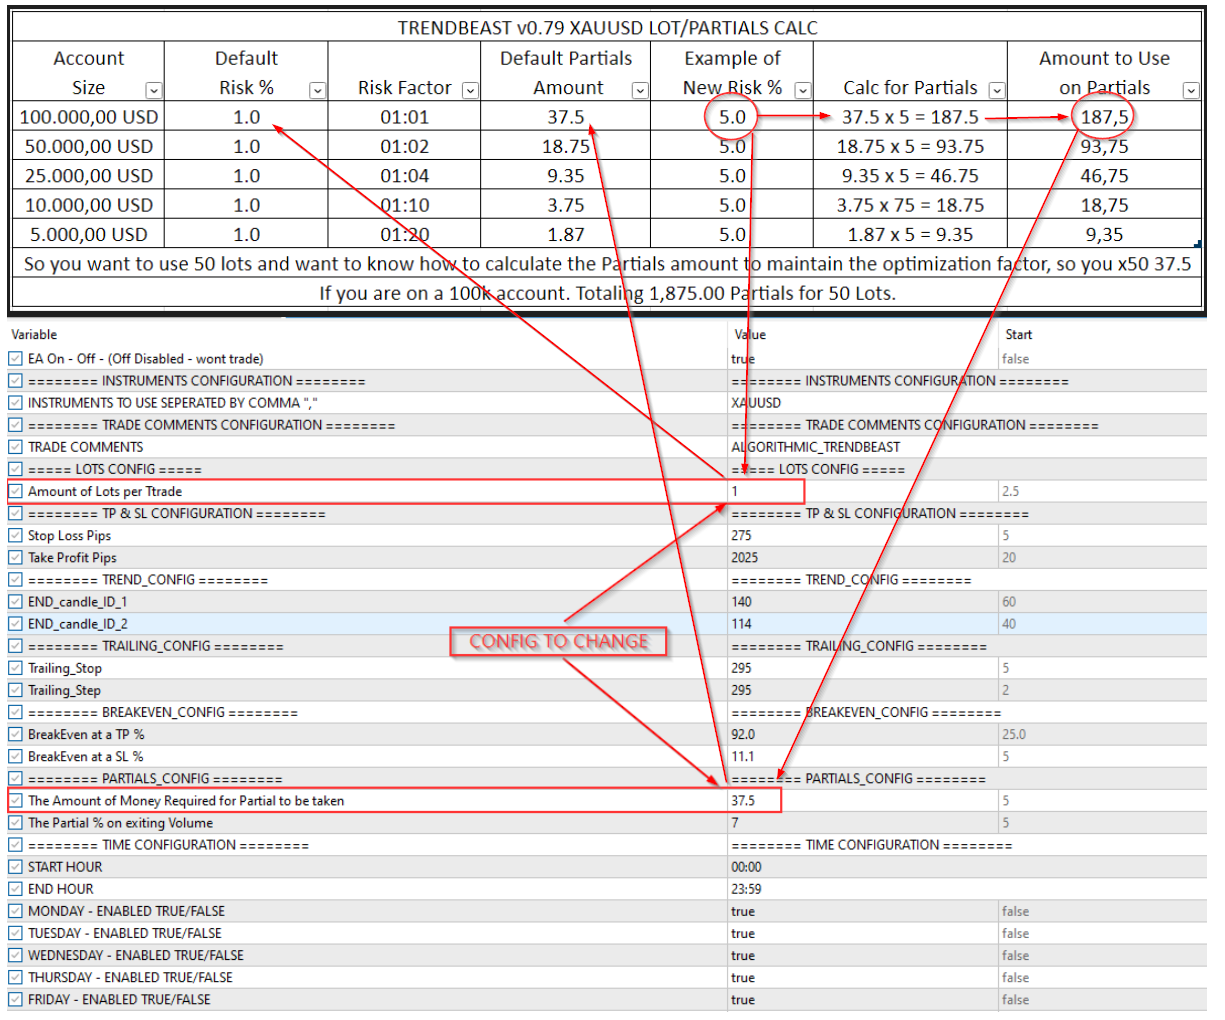 TRENDBEAST v0.79 XAUUSD LOT/PARTIALS CALC
Account Size Default Risk % Risk Factor Default Partials Amount Example of New Risk % Calc for Partials Amount to Use on Partials
100.000,00 USD 1.0 01:01 37.5 5.0 37.5 x 5 = 187.5 187,5
50.000,00 USD 1.0 01:02 18.75 5.0 18.75 x 5 = 93.75 93,75
25.000,00 USD 1.0 01:04 9.35 5.0 9.35 x 5 = 46.75 46,75
10.000,00 USD 1.0 01:10 3.75 5.0 3.75 x 75 = 18.75 18,75
5.000,00 USD 1.0 01:20 1.87 5.0 1.87 x 5 = 9.35 9,35
So you want to use 50 lots and want to know how to calculate the Partials amount to maintain the optimization factor, so you x50 37.5
If you are on a 100k account. Totaling 1,875.00 Partials for 50 Lots.
Variable Value Start
EA On - Off - (Off Disabled - wont trade) true false
======== INSTRUMENTS CONFIGURATION ======== ======== INSTRUMENTS CONFIGURATION ========
INSTRUMENTS TO USE SEPERATED BY COMMA "," XAUUSD
======== TRADE COMMENTS CONFIGURATION ======== ======== TRADE COMMENTS CONFIGURATION ========
TRADE COMMENTS ALGORITHMIC_TRENDBEAST
===== LOTS CONFIG ===== ===== LOTS CONFIG =====
Amount of Lots per Ttrade 1 2.5
======== TP & SL CONFIGURATION ======== ======== TP & SL CONFIGURATION ========
Stop Loss Pips 275 5
Take Profit Pips 2025 20
======== TREND_CONFIG ======== ======== TREND_CONFIG ========
END_candle_ID_1 140 60
END_candle_ID_2 114 40
CONFIG TO CHANGE
======== TRAILING_CONFIG ======== ======== TRAILING_CONFIG ========
Trailing_Stop 295 5
Trailing_Step 295 2
======== BREAKEVEN_CONFIG ======== ======== BREAKEVEN_CONFIG ========
BreakEven at a TP % 92.0 25.0
BreakEven at a SL % 11.1 5
======== PARTIALS_CONFIG ======== ======== PARTIALS_CONFIG ========
The Amount of Money Required for Partial to be taken 37.5 5
The Partial % on exiting Volume 7 5
======== TIME CONFIGURATION ======== ======== TIME CONFIGURATION ========
START HOUR 00:00
END HOUR 23:59
MONDAY - ENABLED TRUE/FALSE true false
TUESDAY - ENABLED TRUE/FALSE true false
WEDNESDAY - ENABLED TRUE/FALSE true false
THURSDAY - ENABLED TRUE/FALSE true false
FRIDAY - ENABLED TRUE/FALSE true false